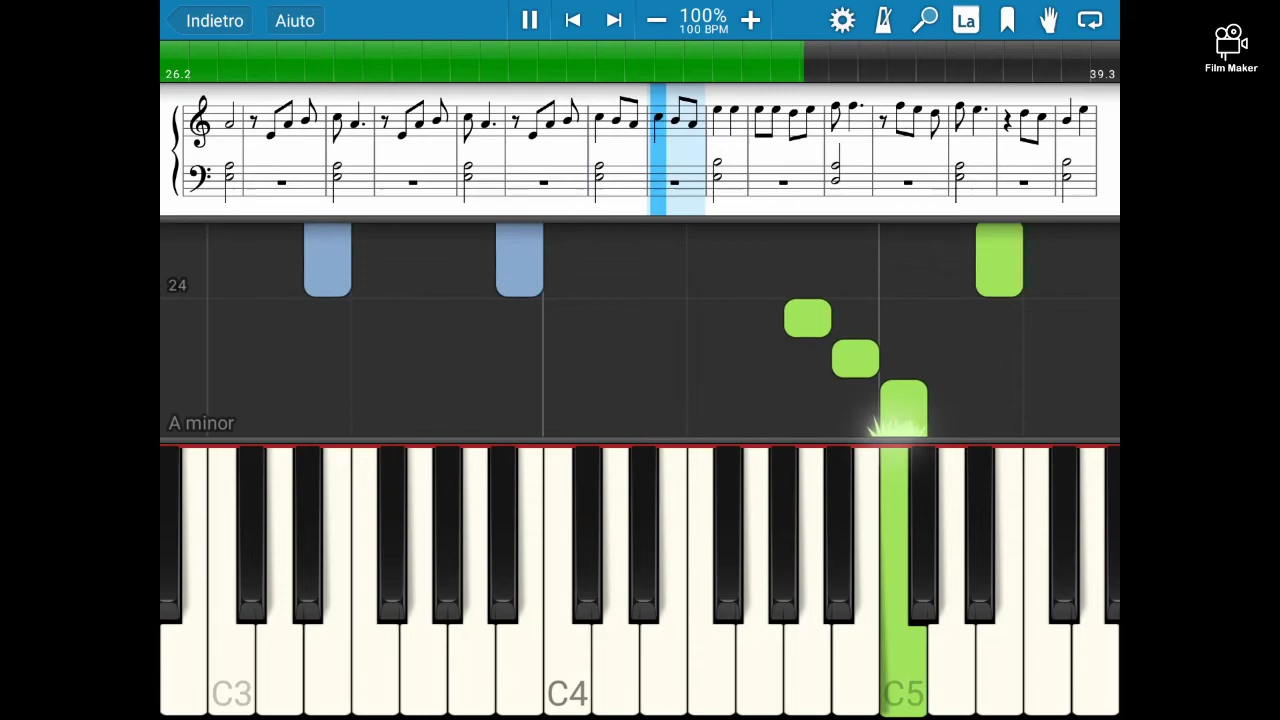 Indietro
Aiuto
100%
100 BPM
La
26.2
39.3
Film Maker
24
A minor
C3
C4
C5